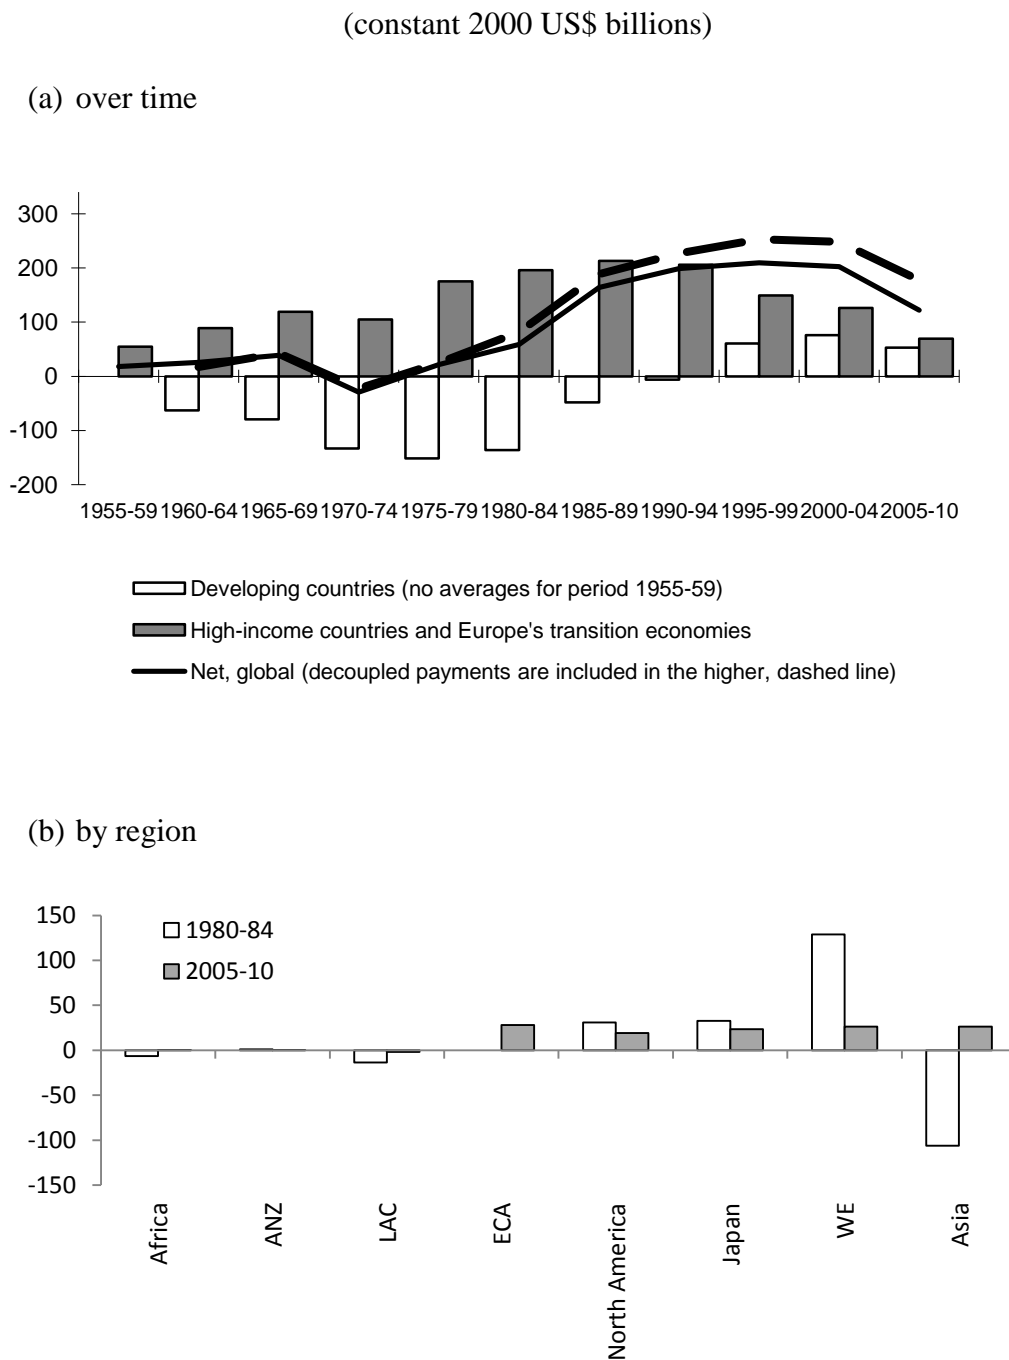 (constant 2000 US$ billions)
(a) over time
300
200
100
0
-100
-200
1955-59 1960-64 1965-69 1970-74 1975-79 1980-84 1985-89 1990-94 1995-99 2000-04 2005-10
Developing countries (no averages for period 1955-59)
High-income countries and Europe's transition economies
Net, global (decoupled payments are included in the higher, dashed line)
(b) by region
150
100
50
0
-50
-100
-150
1980-84
2005-10
Africa
ANZ
LAC
ECA
North America
Japan
WE
Asia